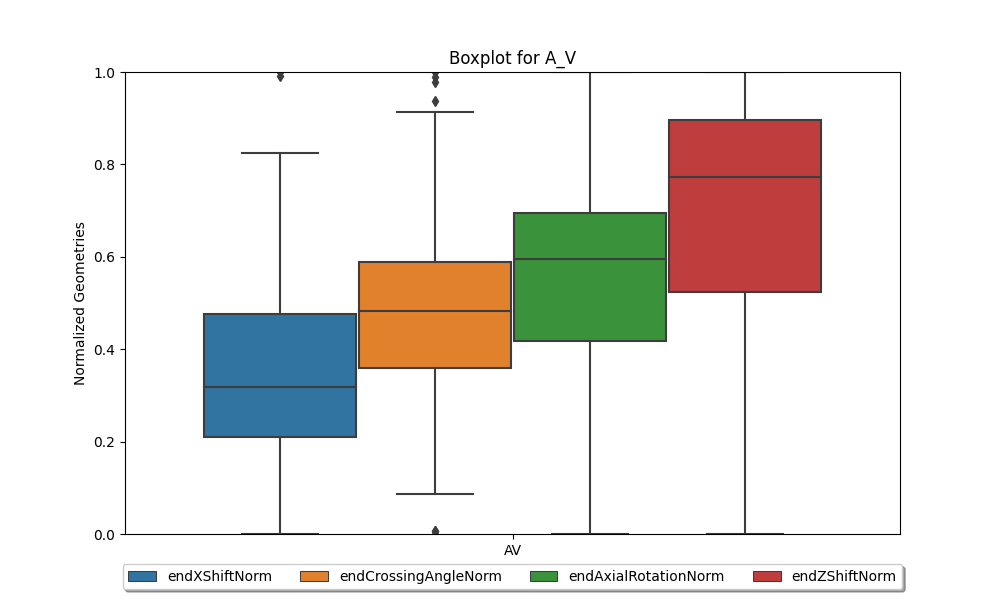 Boxplot for A_V
Normalized Geometries
1.0
0.8
0.6
0.4
0.2
0.0
AV
endXShiftNorm endCrossingAngleNorm endAxialRotationNorm endZShiftNorm